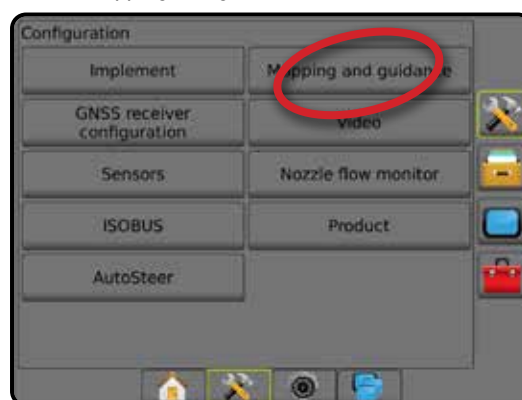 Configuration
Implement
Mapping and guidance
GNSS receiver
configuration
Video
Sensors
Nozzle flow monitor
ISOBUS
Product
AutoSteer